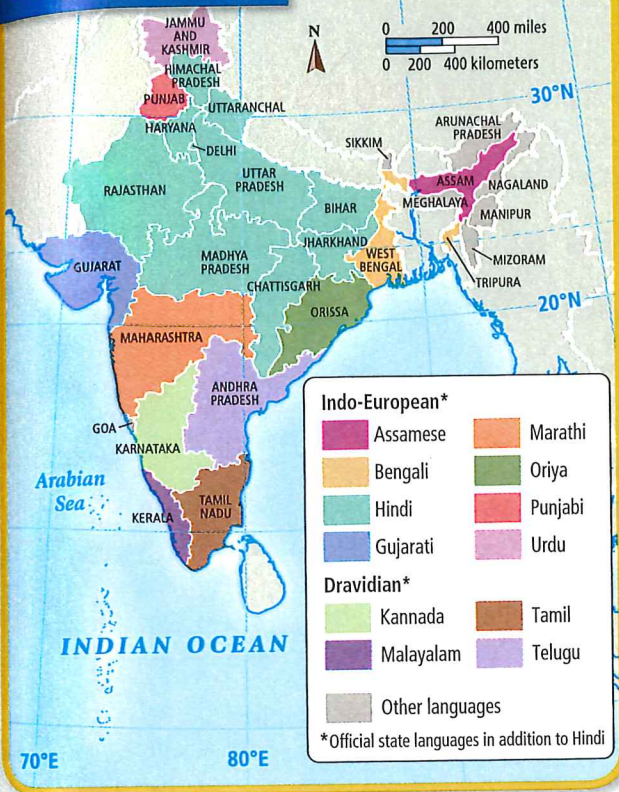 JAMMU
AND
KASHMIR
N
0 200 400 miles
0 200 400 kilometers
HIMACHAL
PRADESH
PUNJAB
UTTARANCHAL
30°N
HARYANA
DELHI
SIKKIM
ARUNACHAL
PRADESH
RAJASTHAN
UTTAR
PRADESH
ASSAM
NAGALAND
MEGHALAYA
BIHAR
MANIPUR
JHARKHAND
GUJARAT
MADHYA
PRADESH
WEST
BENGAL
MIZORAM
CHATTISGARH
TRIPURA
ORISSA
20°N
MAHARASHTRA
ANDHRA
PRADESH
GOA
KARNATAKA
Arabian
Sea
KERALA
TAMIL
NADU
INDIAN OCEAN
70°E
80°E
Indo-European*
Assamese
Marathi
Bengali
Oriya
Hindi
Punjabi
Gujarati
Urdu
Dravidian*
Kannada
Tamil
Malayalam
Telugu
Other languages
*Official state languages in addition to Hindi